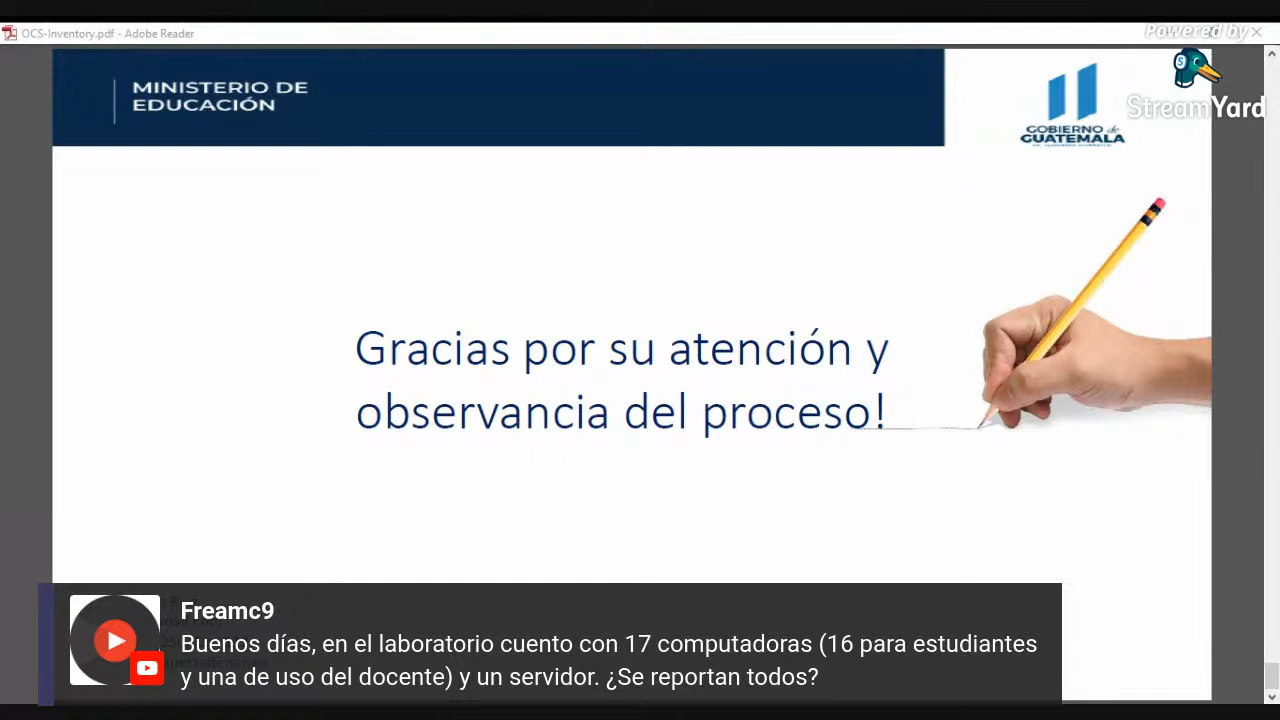 OCS-Inventory.pdf - Adobe Reader
Powered by
StreamYard
MINISTERIO DE
EDUCACIÓN
GOBIERNO de
GUATEMALA
Gracias por su atención y
observancia del proceso!
Freamc9
Buenos días, en el laboratorio cuento con 17 computadoras (16 para estudiantes
y una de uso del docente) y un servidor. ¿Se reportan todos?